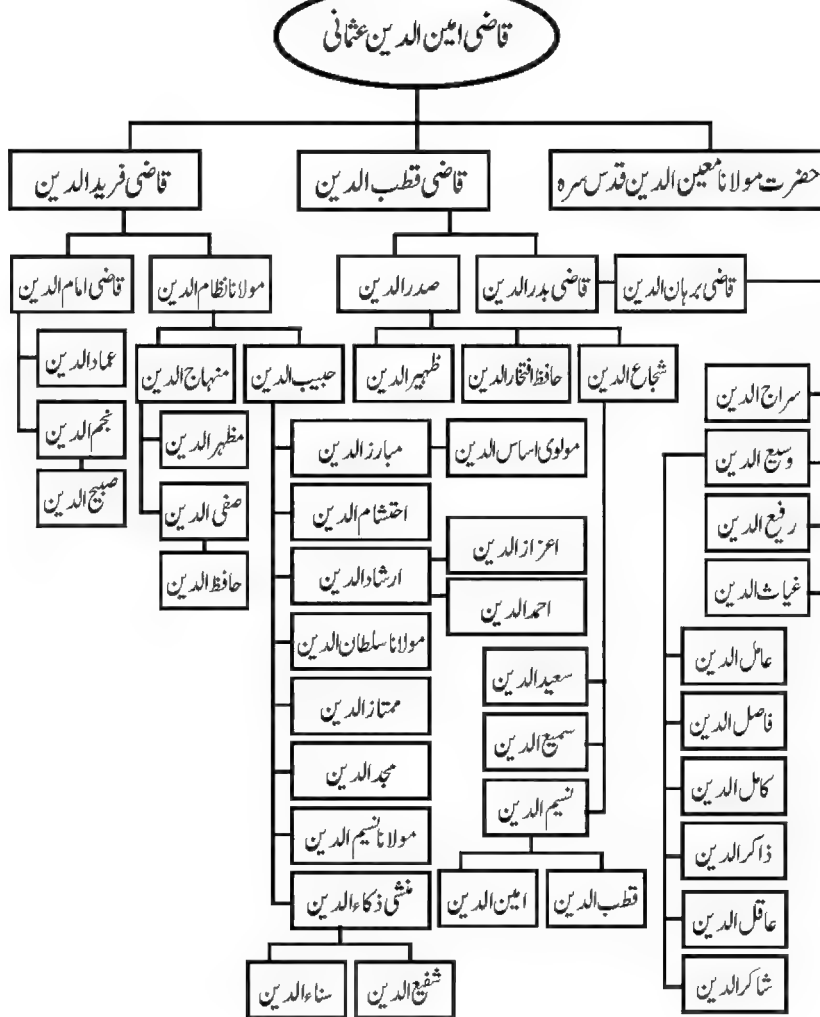 قاضی امین الدین عثمانی
حضرت مولانا معین الدین قدس سرہ
قاضی قطب الدین
قاضی فرید الدین
قاضی برہان الدین
قاضی بدر الدین
صدر الدین
مولانا نظام الدین
قاضی امام الدین
شجاع الدین
حافظ افتخار الدین
ظہیر الدین
حبیب الدین
منہاج الدین
عماد الدین
نجم الدین
صبیح الدین
مظہر الدین
صفی الدین
حافظ الدین
مبارز الدین
مولوی اساس الدین
احتشام الدین
ارشاد الدین
اعزاز الدین
احمد الدین
مولانا سلطان الدین
ممتاز الدین
مجد الدین
مولانا نسیم الدین
منشی ذکاء الدین
شفیع الدین
سناء الدین
سعید الدین
سمیع الدین
نسیم الدین
قطب الدین
امین الدین
سراج الدین
وسیع الدین
رفیع الدین
غیاث الدین
عامل الدین
فاضل الدین
کامل الدین
ذاکر الدین
عاقل الدین
شاکر الدین